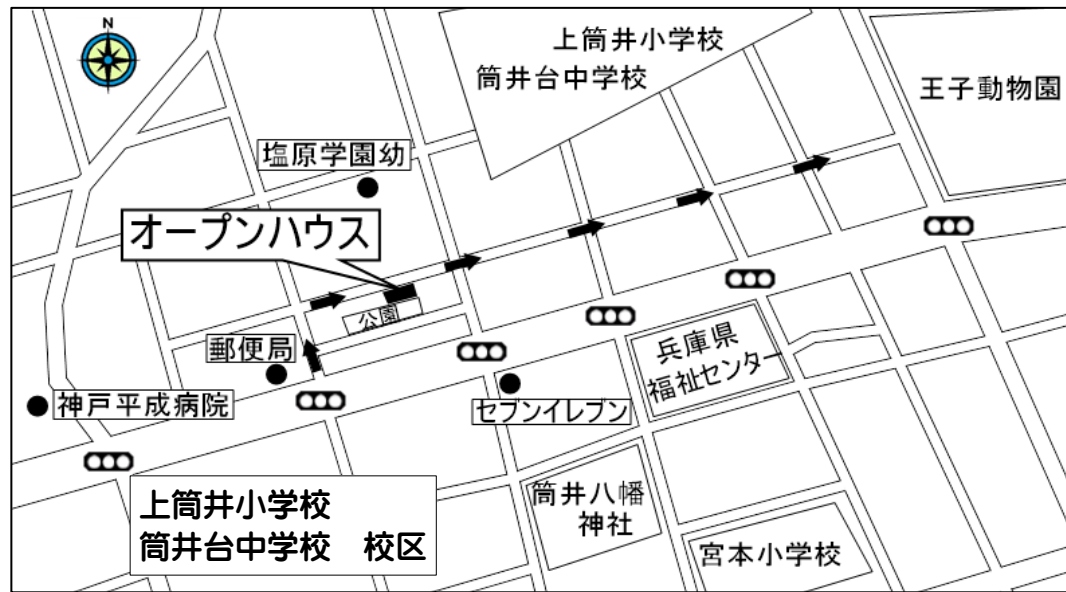 N
上筒井小学校
筒井台中学校
王子動物園
塩原学園幼
オープンハウス
公園
郵便局
兵庫県
福祉センター
神戸平成病院
セブンイレブン
上筒井小学校
筒井台中学校　校区
筒井八幡
神社
宮本小学校